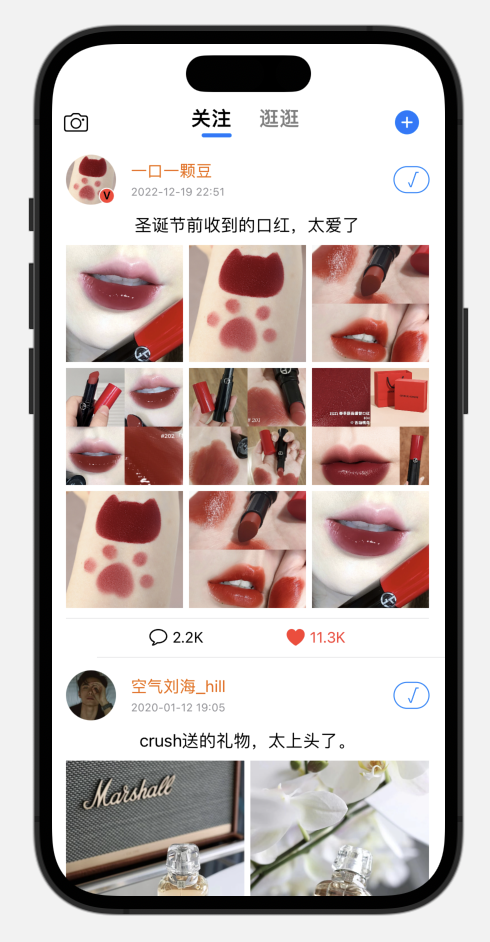 关注 逛逛
一口一颗豆
2022-12-19 22:51
V
圣诞节前收到的口红，太爱了
#202
# 203
2.2K 11.3K
空气刘海_hill
2020-01-12 19:05
crush送的礼物，太上头了。
Marshall